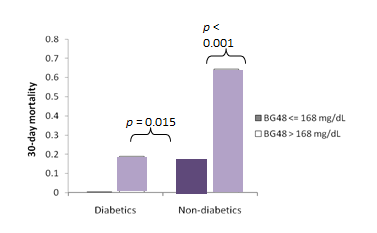 p <
0.001
0.8
0.7
0.6
0.5
0.4
0.3
0.2
0.1
0
30-day mortality
p = 0.015
BG48 <= 168 mg/dL
BG48 > 168 mg/dL
Diabetics
Non-diabetics